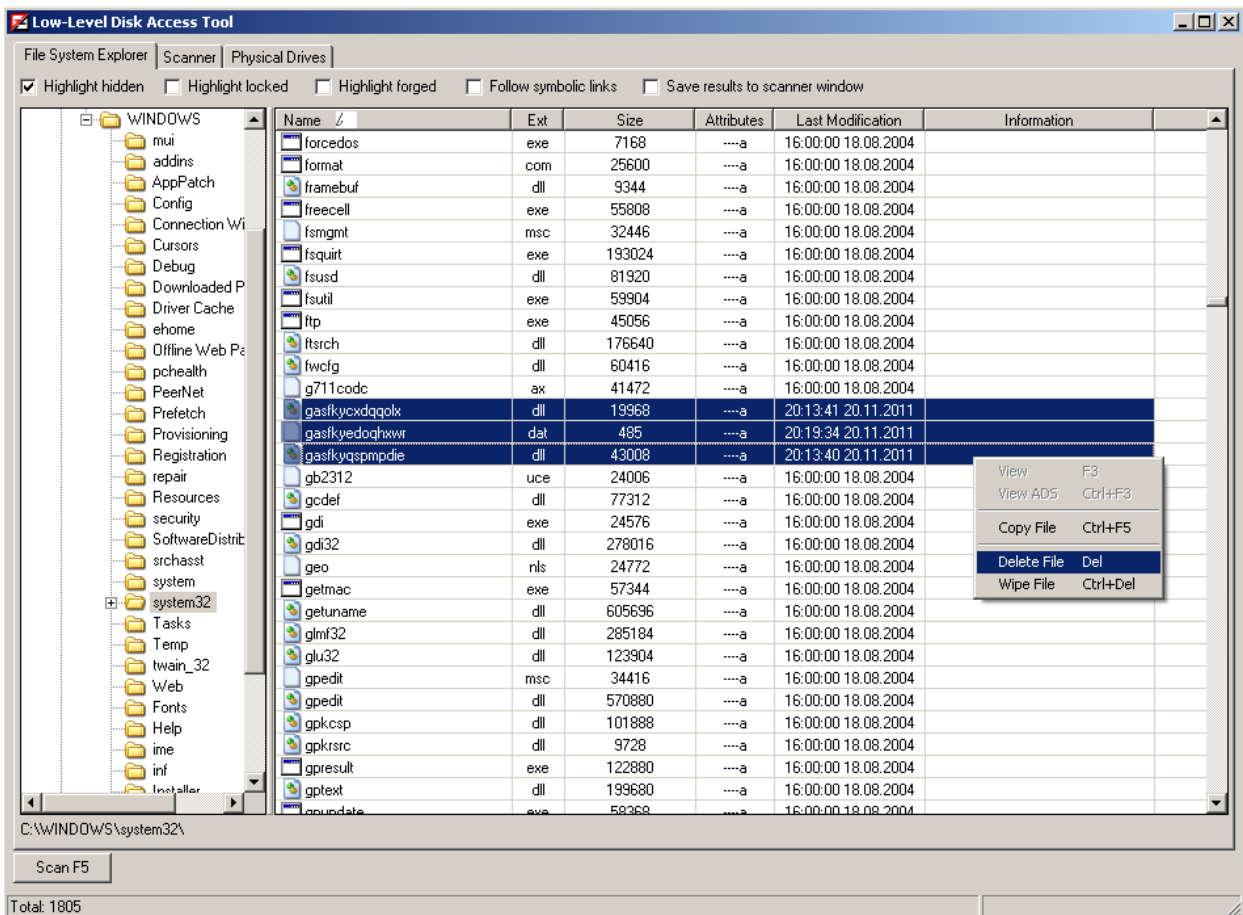 Low-Level Disk Access Tool
File System Explorer Scanner Physical Drives
Highlight hidden Highlight locked Highlight forged Follow symbolic links Save results to scanner window
WINDOWS
mui
addins
AppPatch
Config
Connection Wi
Cursors
Debug
Downloaded P
Driver Cache
ehome
Offline Web Pa
pchealth
PeerNet
Prefetch
Provisioning
Registration
repair
Resources
security
SoftwareDistrib
srchasst
system
system32
Tasks
Temp
twain_32
Web
Fonts
Help
ime
inf
Installer
Name Ext Size Attributes Last Modification Information
forcedos exe 7168 ----a 16:00:00 18.08.2004
format com 25600 ----a 16:00:00 18.08.2004
framebuf dll 9344 ----a 16:00:00 18.08.2004
freecell exe 55808 ----a 16:00:00 18.08.2004
fsmgmt msc 32446 ----a 16:00:00 18.08.2004
fsquirt exe 193024 ----a 16:00:00 18.08.2004
fsusd dll 81920 ----a 16:00:00 18.08.2004
fsutil exe 59904 ----a 16:00:00 18.08.2004
ftp exe 45056 ----a 16:00:00 18.08.2004
ftsrch dll 176640 ----a 16:00:00 18.08.2004
fwcfg dll 60416 ----a 16:00:00 18.08.2004
g711codc ax 41472 ----a 16:00:00 18.08.2004
gasfkycxdqqolx dll 19968 ----a 20:13:41 20.11.2011
gasfkyedoqhxwr dat 485 ----a 20:19:34 20.11.2011
gasfkyqspmpdie dll 43008 ----a 20:13:40 20.11.2011
gb2312 uce 24006 ----a 16:00:00 18.08.2004
gcdef dll 77312 ----a 16:00:00 18.08.2004
gdi exe 24576 ----a 16:00:00 18.08.2004
gdi32 dll 278016 ----a 16:00:00 18.08.2004
geo nls 24772 ----a 16:00:00 18.08.2004
getmac exe 57344 ----a 16:00:00 18.08.2004
getuname dll 605696 ----a 16:00:00 18.08.2004
glmf32 dll 285184 ----a 16:00:00 18.08.2004
glu32 dll 123904 ----a 16:00:00 18.08.2004
gpedit msc 34416 ----a 16:00:00 18.08.2004
gpedit dll 570880 ----a 16:00:00 18.08.2004
gpkcsp dll 101888 ----a 16:00:00 18.08.2004
gpkrsrc dll 9728 ----a 16:00:00 18.08.2004
gpresult exe 122880 ----a 16:00:00 18.08.2004
gptext dll 199680 ----a 16:00:00 18.08.2004
gpupdate exe 58368 ----a 16:00:00 18.08.2004
View F3
View ADS Ctrl+F3
Copy File Ctrl+F5
Delete File Del
Wipe File Ctrl+Del
C:\WINDOWS\system32\
Scan F5
Total: 1805